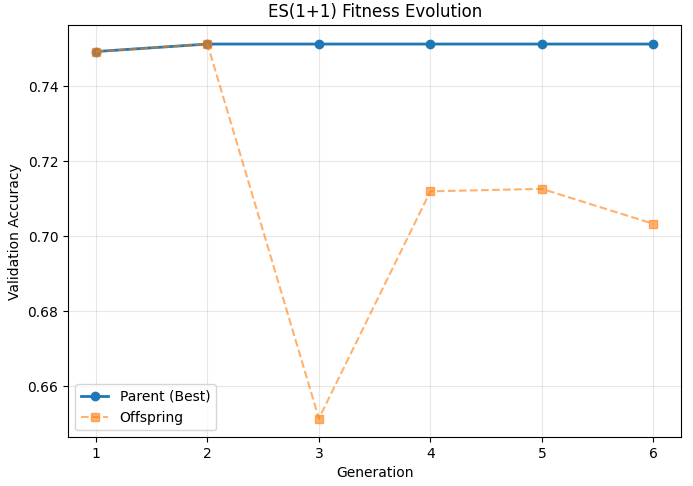 ES(1+1) Fitness Evolution
Validation Accuracy
0.74
0.72
0.70
0.68
0.66
Parent (Best)
Offspring
1 2 3 4 5 6
Generation